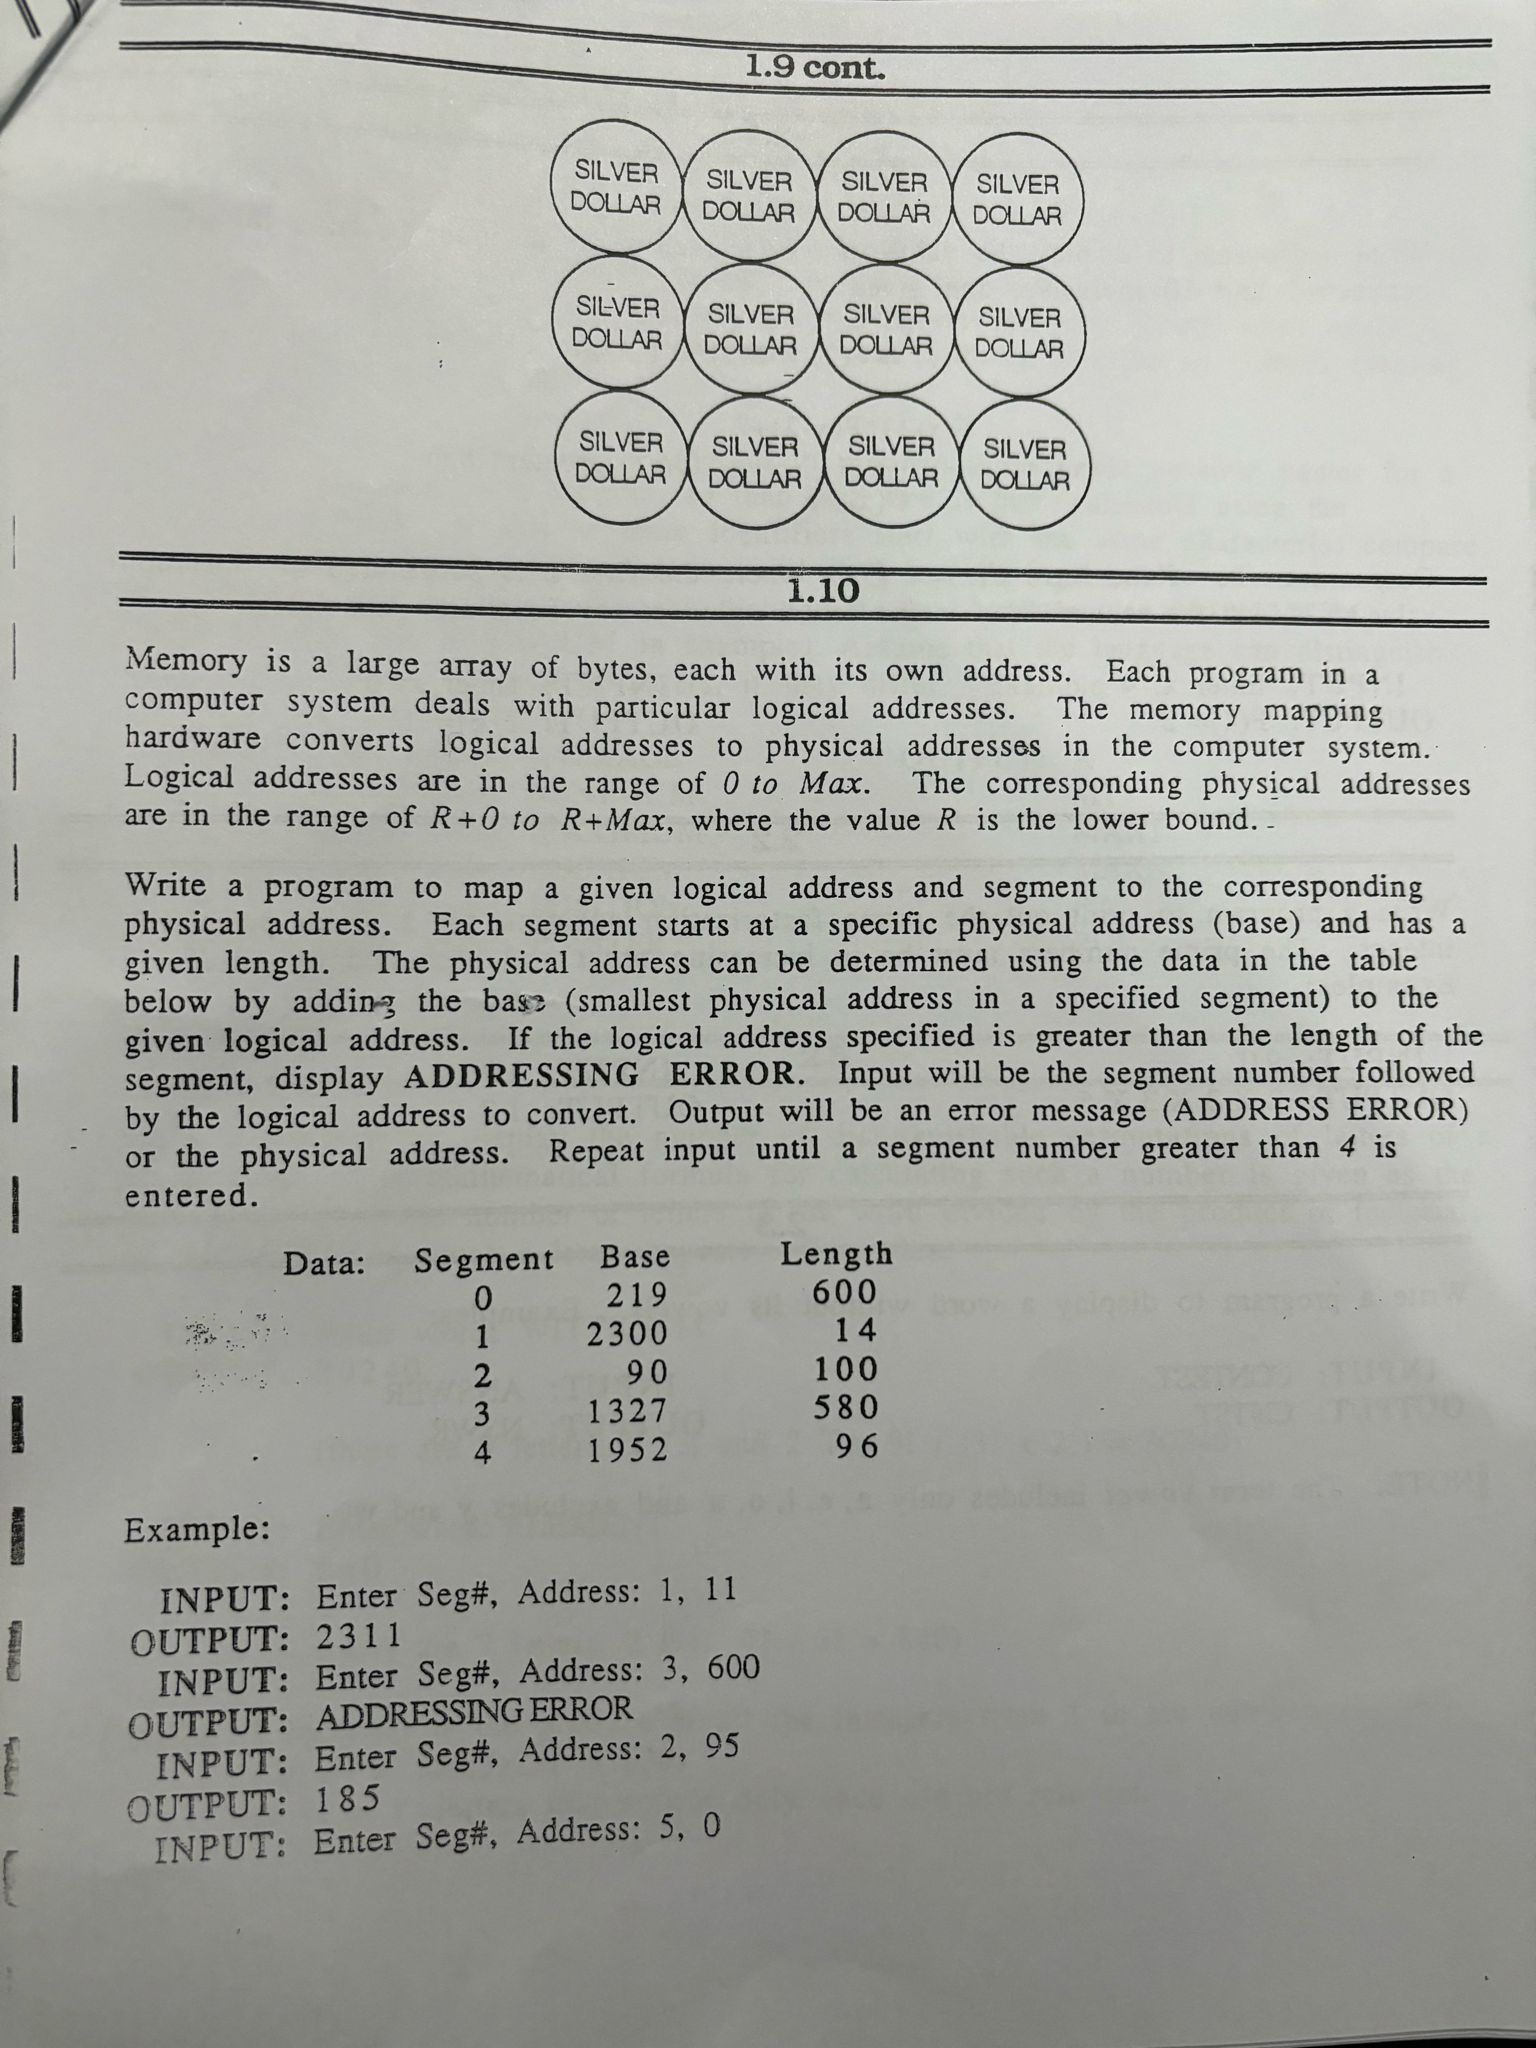 1.9 cont.
SILVER DOLLAR SILVER DOLLAR SILVER DOLLAR SILVER DOLLAR
SILVER DOLLAR SILVER DOLLAR SILVER DOLLAR SILVER DOLLAR
SILVER DOLLAR SILVER DOLLAR SILVER DOLLAR SILVER DOLLAR
1.10
Memory is a large array of bytes, each with its own address. Each program in a
computer system deals with particular logical addresses. The memory mapping
hardware converts logical addresses to physical addresses in the computer system.
Logical addresses are in the range of 0 to Max. The corresponding physical addresses
are in the range of R+0 to R+Max, where the value R is the lower bound.
Write a program to map a given logical address and segment to the corresponding
physical address. Each segment starts at a specific physical address (base) and has a
given length. The physical address can be determined using the data in the table
below by adding the base (smallest physical address in a specified segment) to the
given logical address. If the logical address specified is greater than the length of the
segment, display ADDRESSING ERROR. Input will be the segment number followed
by the logical address to convert. Output will be an error message (ADDRESS ERROR)
or the physical address. Repeat input until a segment number greater than 4 is
entered.
Data: Segment Base Length
0 219 600
1 2300 14
2 90 100
3 1327 580
4 1952 96
Example:
INPUT: Enter Seg#, Address: 1, 11
OUTPUT: 2311
INPUT: Enter Seg#, Address: 3, 600
OUTPUT: ADDRESSING ERROR
INPUT: Enter Seg#, Address: 2, 95
OUTPUT: 185
INPUT: Enter Seg#, Address: 5, 0